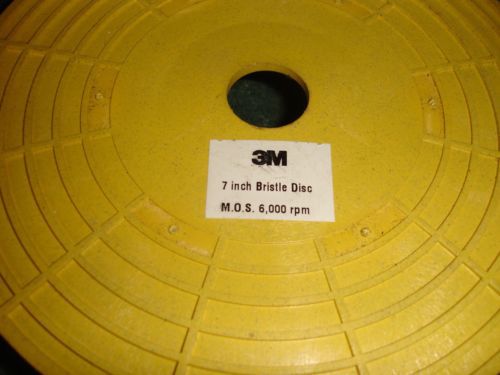 3M
7 inch Bristle Disc
M.O.S. 6,000 rpm